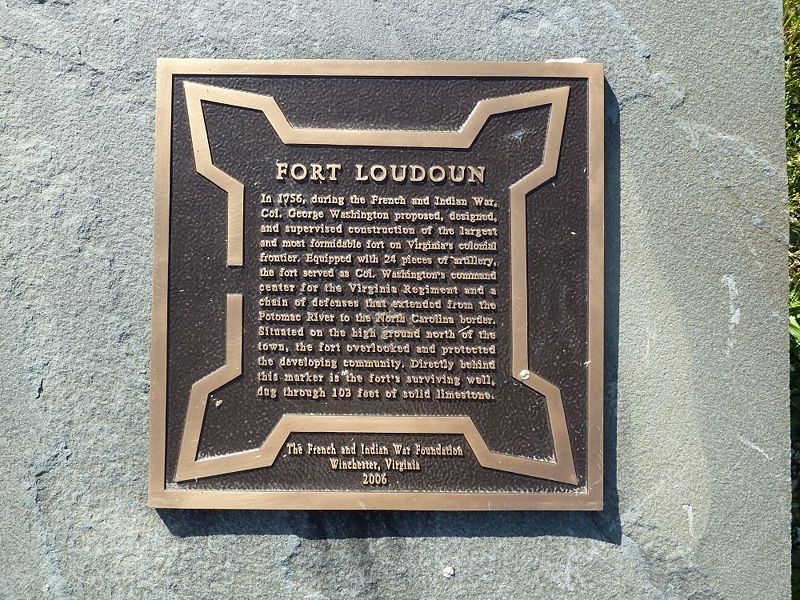 FORT LOUDOUN
In 1756, during the French and Indian War,
Col. George Washington proposed, designed,
and supervised construction of the largest
and most formidable fort on Virginia's colonial
frontier. Equipped with 24 pieces of artillery,
the fort served as Col. Washington's command
center for the Virginia Regiment and a
chain of defenses that extended from the
Potomac River to the North Carolina border.
Situated on the high ground north of the
town, the fort overlooked and protected
the developing community. Directly behind
this marker is the fort's surviving well,
dug through 103 feet of solid limestone.
The French and Indian War Foundation
Winchester, Virginia
2006